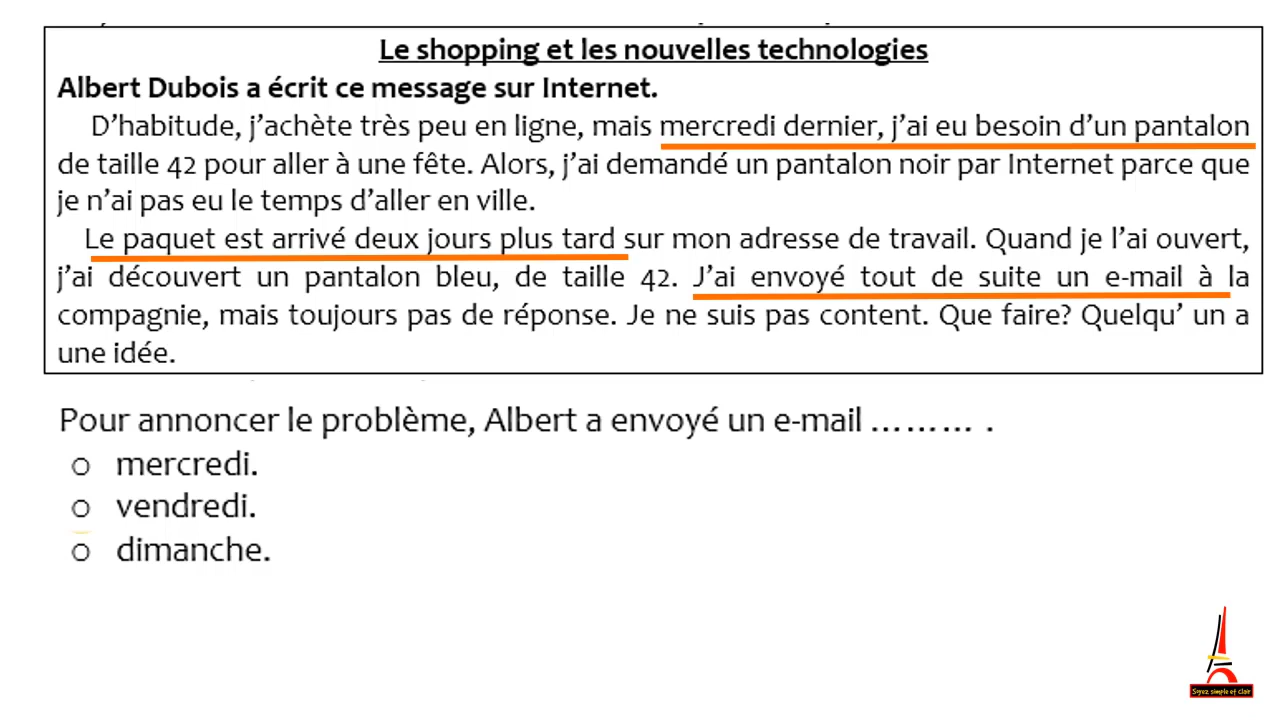 Le shopping et les nouvelles technologies
Albert Dubois a écrit ce message sur Internet.
D’habitude, j’achète très peu en ligne, mais mercredi dernier, j’ai eu besoin d’un pantalon
de taille 42 pour aller à une fête. Alors, j’ai demandé un pantalon noir par Internet parce que
je n’ai pas eu le temps d’aller en ville.
Le paquet est arrivé deux jours plus tard sur mon adresse de travail. Quand je l’ai ouvert,
j’ai découvert un pantalon bleu, de taille 42. J’ai envoyé tout de suite un e-mail à la
compagnie, mais toujours pas de réponse. Je ne suis pas content. Que faire? Quelqu’ un a
une idée.
Pour annoncer le problème, Albert a envoyé un e-mail ……… .
o mercredi.
o vendredi.
o dimanche.
Soyez simple et clair